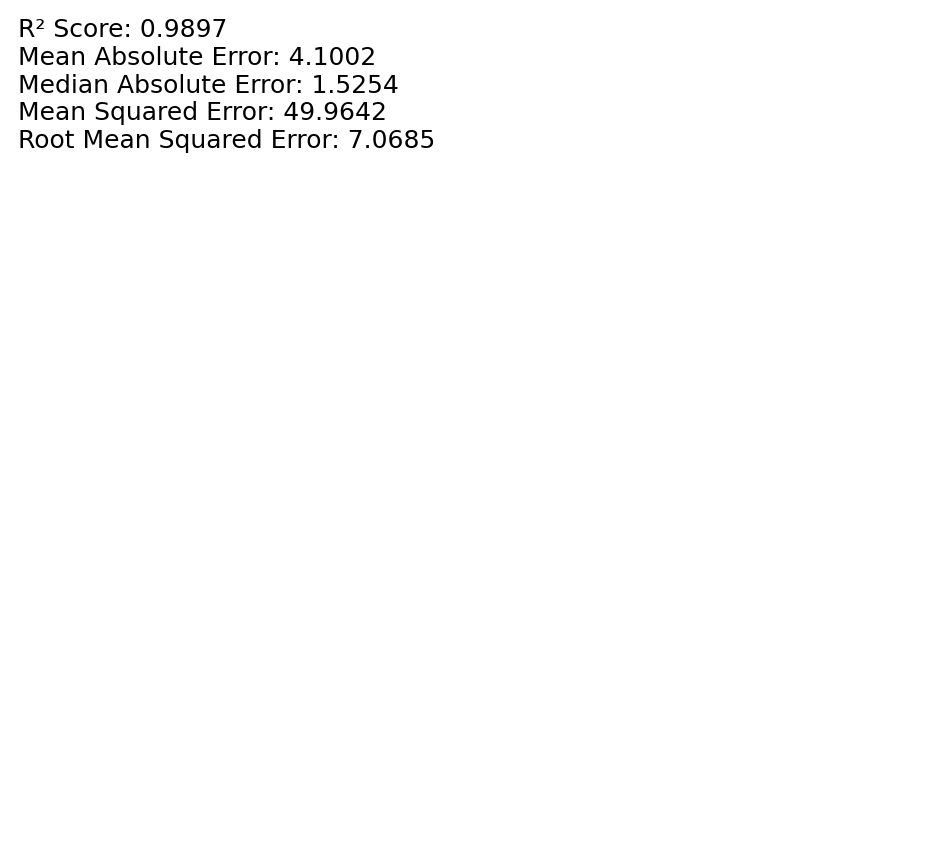 R² Score: 0.9897
Mean Absolute Error: 4.1002
Median Absolute Error: 1.5254
Mean Squared Error: 49.9642
Root Mean Squared Error: 7.0685